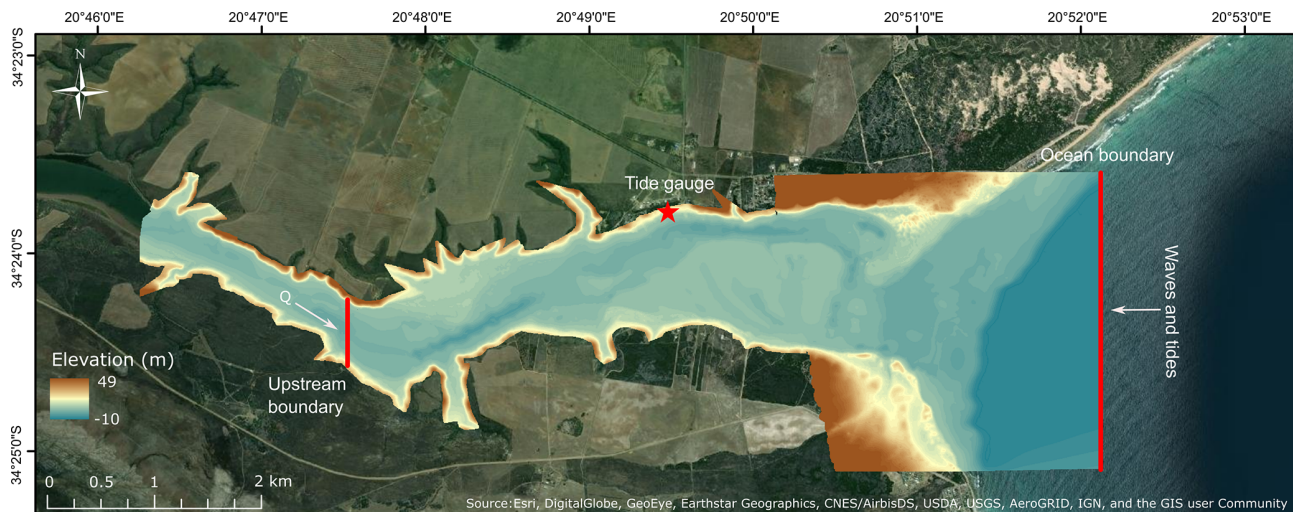 20°46'0"E 20°47'0"E 20°48'0"E 20°49'0"E 20°50'0"E 20°51'0"E 20°52'0"E 20°53'0"E
34°23'0"S
N
Ocean boundary
Tide gauge
34°24'0"S
Waves and tides
Q
Elevation (m)
49
-10
Upstream
boundary
34°25'0"S
0 0.5 1 2 km
Source:Esri, DigitalGlobe, GeoEye, Earthstar Geographics, CNES/AirbisDS, USDA, USGS, AeroGRID, IGN, and the GIS user Community